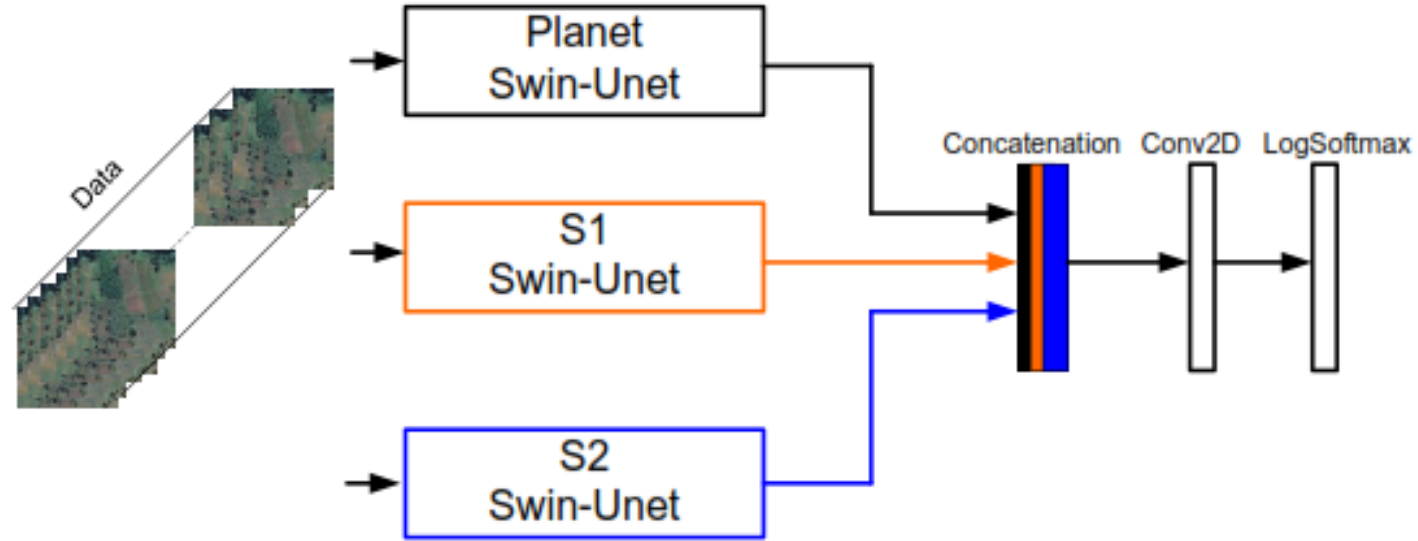 Data
Planet
Swin-Unet
S1
Swin-Unet
S2
Swin-Unet
Concatenation
Conv2D
LogSoftmax